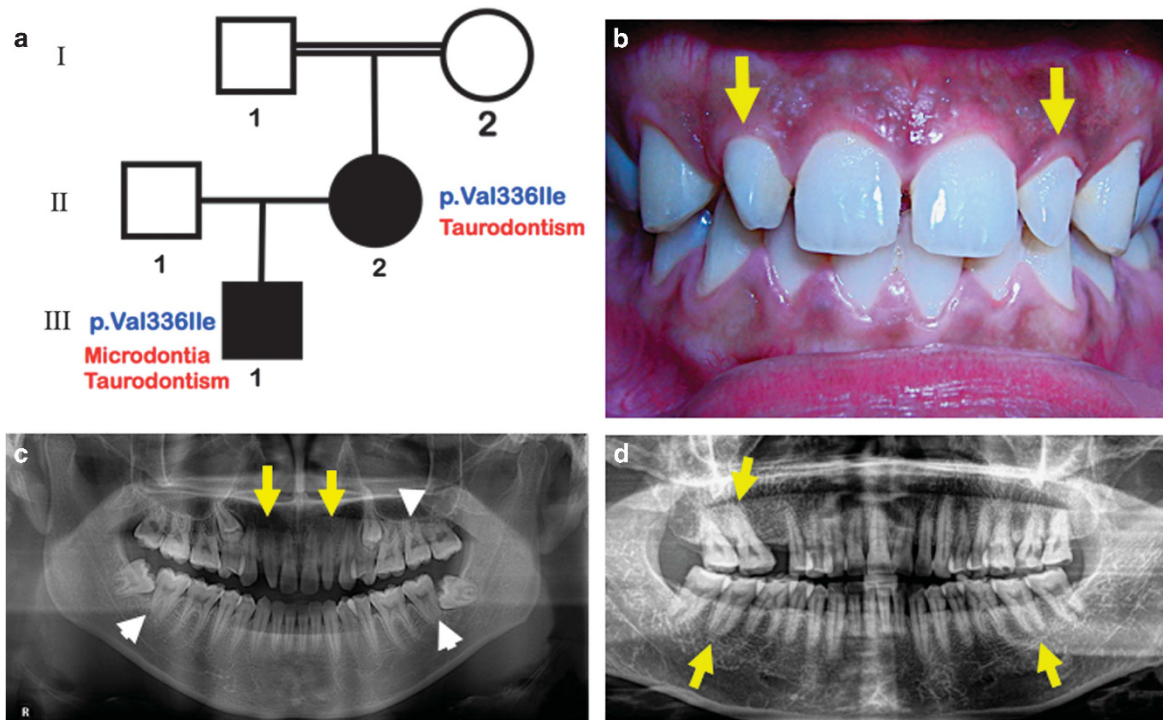 a
I
1
2
II
p.Val336Ile
Taurodontism
1
2
III
p.Val336Ile
Microdontia
Taurodontism
1
b
c
R
d